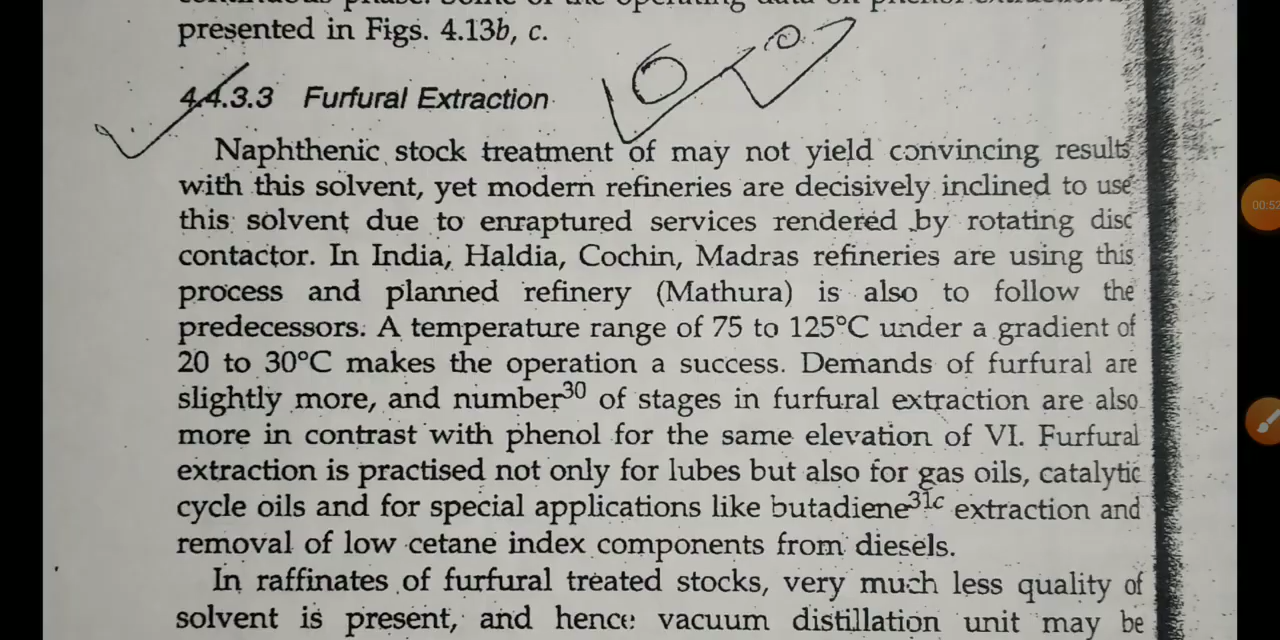 presented in Figs. 4.13b, c.
4.4.3.3 Furfural Extraction
Naphthenic stock treatment of may not yield convincing results
with this solvent, yet modern refineries are decisively inclined to use
this solvent due to enraptured services rendered by rotating disc
contactor. In India, Haldia, Cochin, Madras refineries are using this
process and planned refinery (Mathura) is also to follow the
predecessors. A temperature range of 75 to 125°C under a gradient of
20 to 30°C makes the operation a success. Demands of furfural are
slightly more, and number30 of stages in furfural extraction are also
more in contrast with phenol for the same elevation of VI. Furfural
extraction is practised not only for lubes but also for gas oils, catalytic
cycle oils and for special applications like butadiene31c extraction and
removal of low cetane index components from diesels.
In raffinates of furfural treated stocks, very much less quality of
solvent is present, and hence vacuum distillation unit may be
00:52